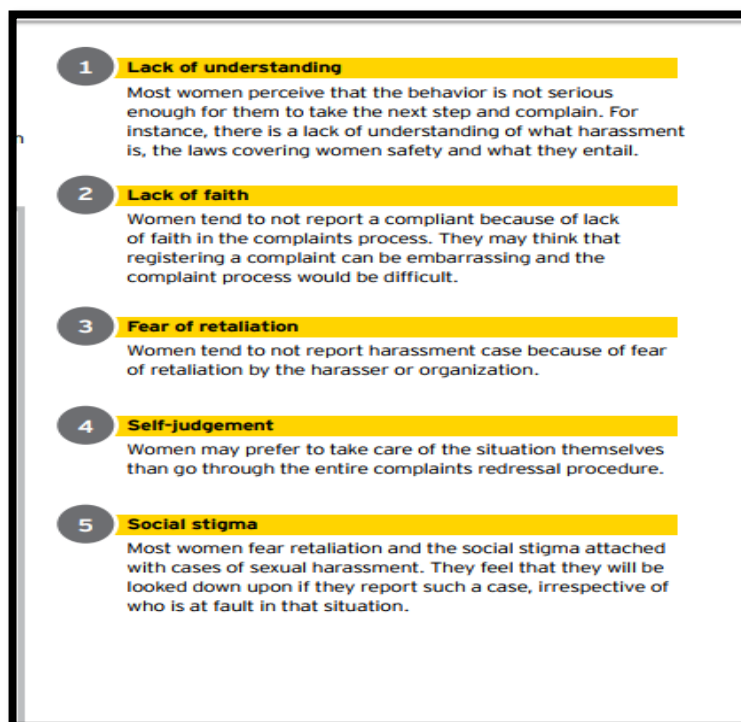 1 Lack of understanding
Most women perceive that the behavior is not serious
enough for them to take the next step and complain. For
instance, there is a lack of understanding of what harassment
is, the laws covering women safety and what they entail.
n
2 Lack of faith
Women tend to not report a compliant because of lack
of faith in the complaints process. They may think that
registering a complaint can be embarrassing and the
complaint process would be difficult.
3 Fear of retaliation
Women tend to not report harassment case because of fear
of retaliation by the harasser or organization.
4 Self-judgement
Women may prefer to take care of the situation themselves
than go through the entire complaints redressal procedure.
5 Social stigma
Most women fear retaliation and the social stigma attached
with cases of sexual harassment. They feel that they will be
looked down upon if they report such a case, irrespective of
who is at fault in that situation.